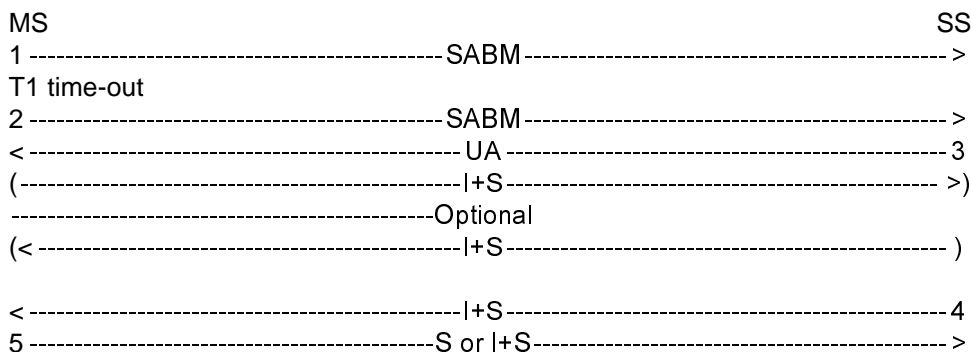 MS SS
1 ---------------------------------------------SABM---------------------------------------------- >
T1 time-out
2 ---------------------------------------------SABM---------------------------------------------- >
< ----------------------------------------------- UA ------------------------------------------------ 3
(------------------------------------------------I+S----------------------------------------------- >)
----------------------------------------------Optional
(< ----------------------------------------------I+S------------------------------------------------ )
< -----------------------------------------------I+S------------------------------------------------ 4
5 --------------------------------------------S or I+S------------------------------------------- >